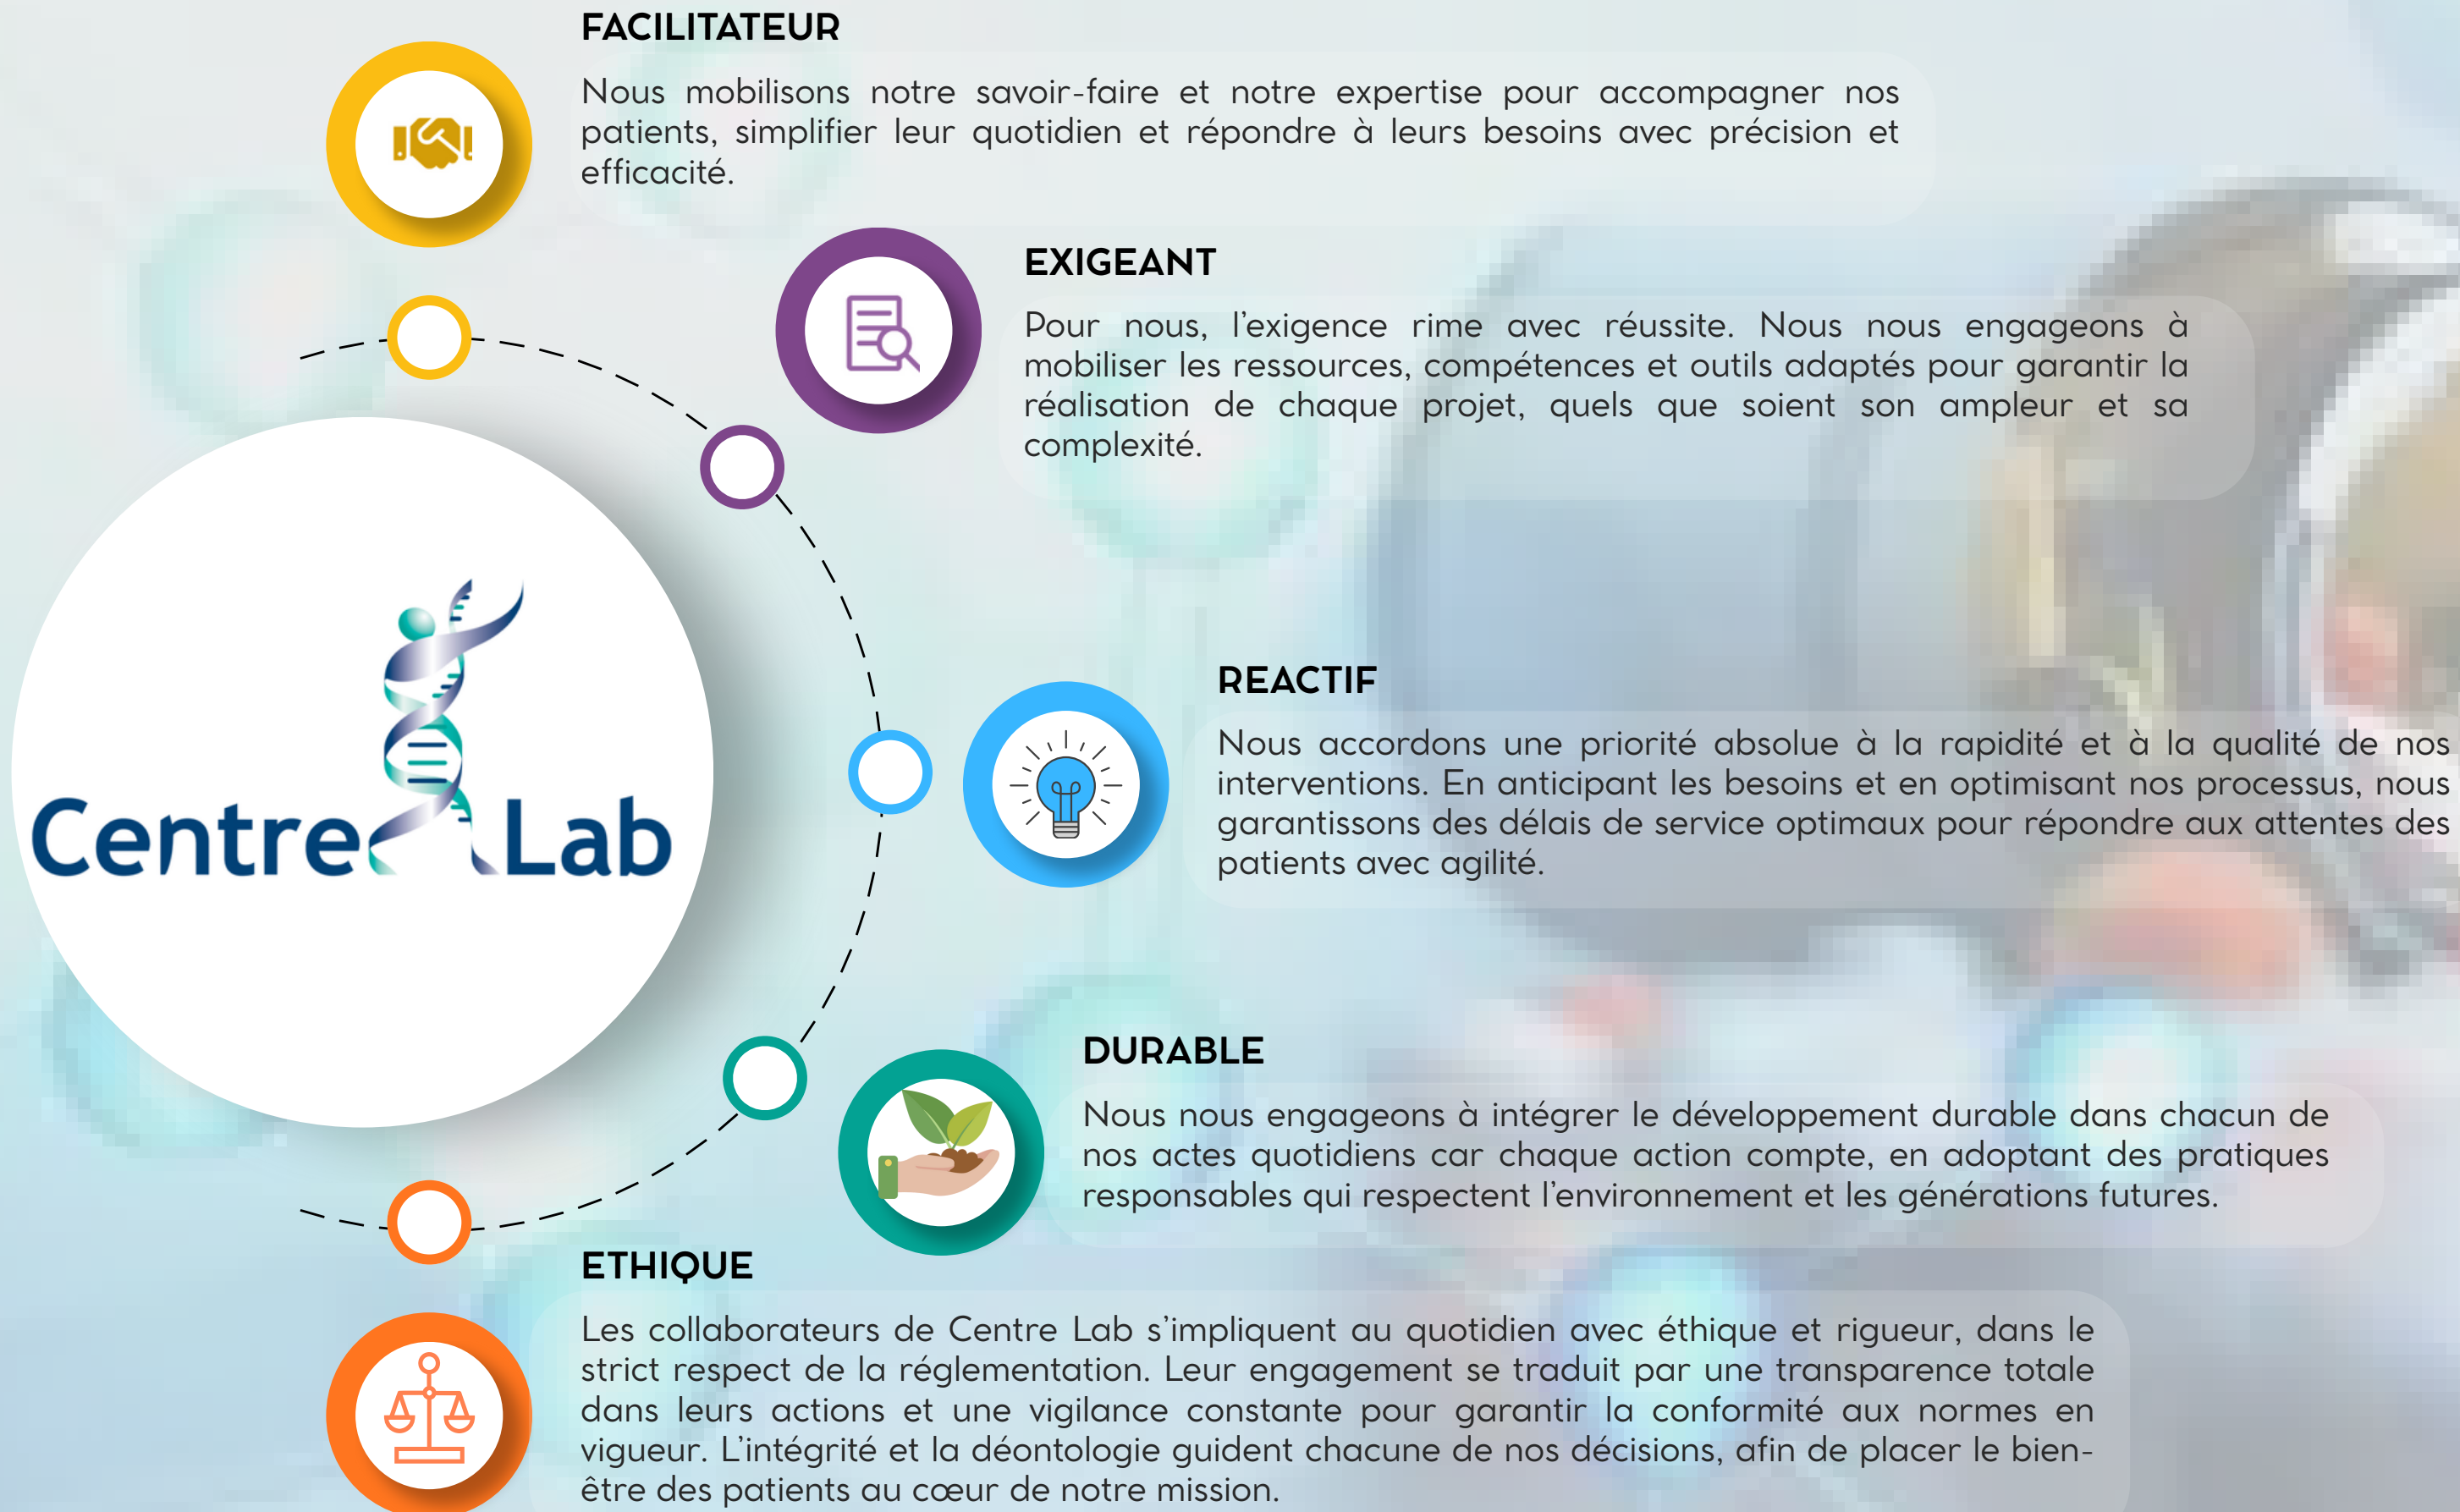 FACILITATEUR
Nous mobilisons notre savoir-faire et notre expertise pour accompagner nos
patients, simplifier leur quotidien et répondre à leurs besoins avec précision et
efficacité.
EXIGEANT
Pour nous, l'exigence rime avec réussite. Nous nous engageons à
mobiliser les ressources, compétences et outils adaptés pour garantir la
réalisation de chaque projet, quels que soient son ampleur et sa
complexité.
Centre Lab
REACTIF
Nous accordons une priorité absolue à la rapidité et à la qualité de nos
interventions. En anticipant les besoins et en optimisant nos processus, nous
garantissons des délais de service optimaux pour répondre aux attentes des
patients avec agilité.
DURABLE
Nous nous engageons à intégrer le développement durable dans chacun de
nos actes quotidiens car chaque action compte, en adoptant des pratiques
responsables qui respectent l'environnement et les générations futures.
ETHIQUE
Les collaborateurs de Centre Lab s'impliquent au quotidien avec éthique et rigueur, dans le
strict respect de la réglementation. Leur engagement se traduit par une transparence totale
dans leurs actions et une vigilance constante pour garantir la conformité aux normes en
vigueur. L'intégrité et la déontologie guident chacune de nos décisions, afin de placer le bien-
être des patients au cœur de notre mission.